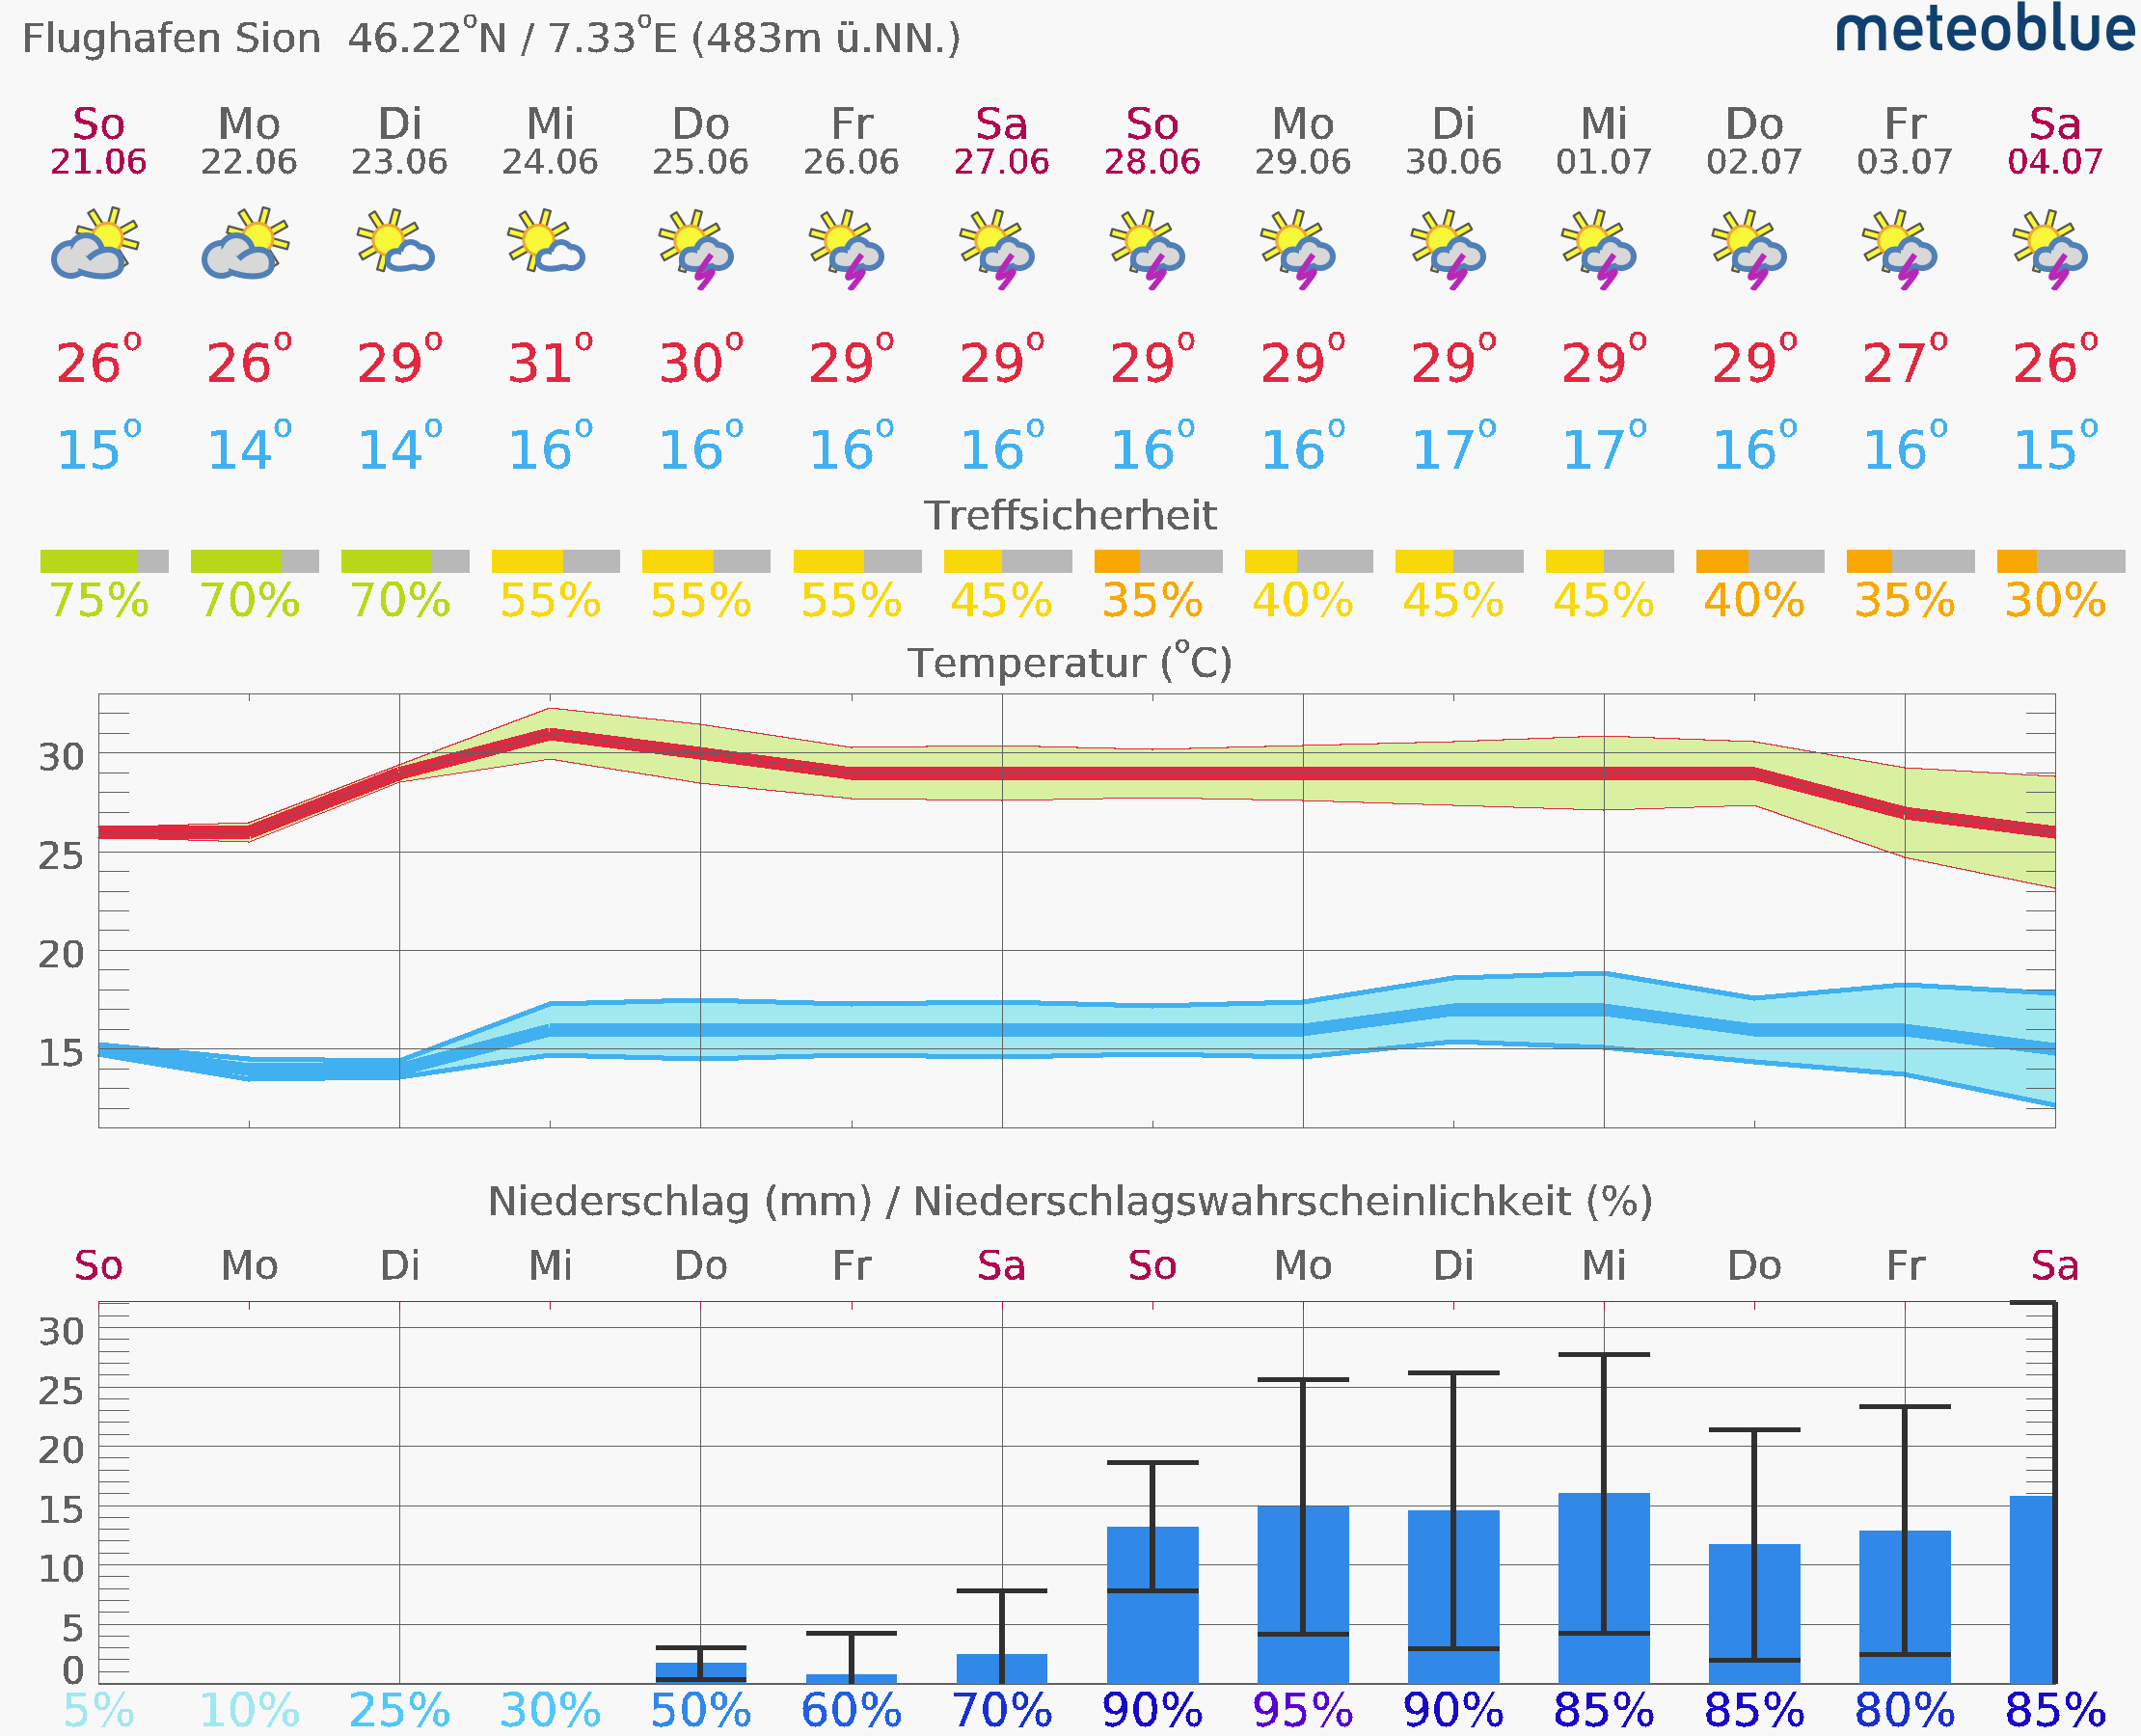 Flughafen Sion 46.22°N / 7.33°E (483m ü.NN.)
meteoblue
So Mo Di Mi Do Fr Sa So Mo Di Mi Do Fr Sa
21.06 22.06 23.06 24.06 25.06 26.06 27.06 28.06 29.06 30.06 01.07 02.07 03.07 04.07
26° 26° 29° 31° 30° 29° 29° 29° 29° 29° 29° 29° 27° 26°
15° 14° 14° 16° 16° 16° 16° 16° 16° 17° 17° 16° 16° 15°
Treffsicherheit
75% 70% 70% 55% 55% 55% 45% 35% 40% 45% 45% 40% 35% 30%
Temperatur (°C)
30
25
20
15
Niederschlag (mm) / Niederschlagswahrscheinlichkeit (%)
So Mo Di Mi Do Fr Sa So Mo Di Mi Do Fr Sa
30
25
20
15
10
5
0
5% 10% 25% 30% 50% 60% 70% 90% 95% 90% 85% 85% 80% 85%